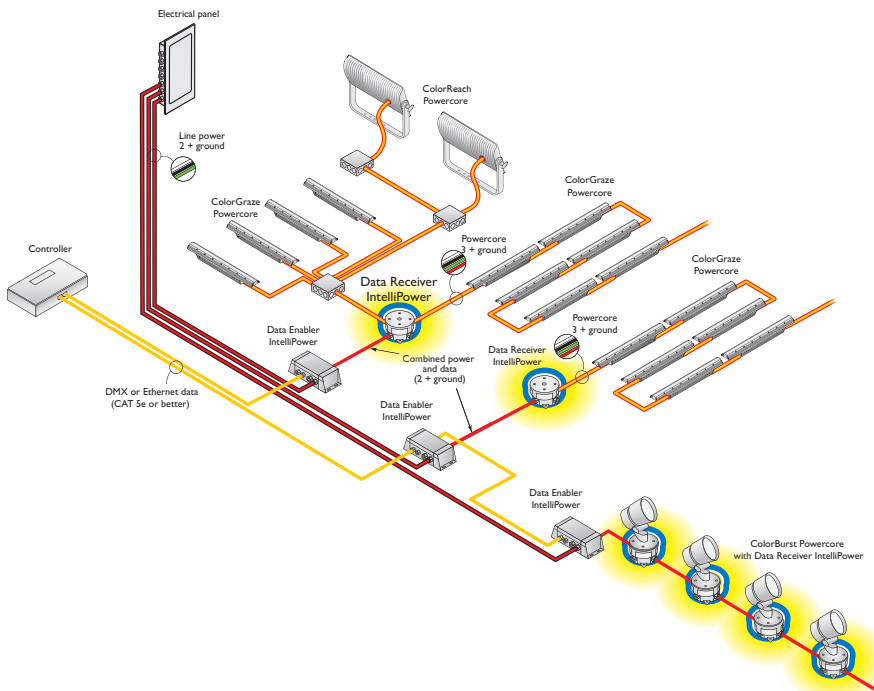 Electrical panel
ColorReach
Powercore
Line power
2 + ground
ColorGraze
Powercore
ColorGraze
Powercore
Controller
Powercore
3 + ground
ColorGraze
Powercore
Data Receiver
IntelliPower
Powercore
3 + ground
Data Enabler
IntelliPower
Combined power
and data
(2 + ground)
Data Receiver
IntelliPower
DMX or Ethernet data
(CAT 5e or better)
Data Enabler
IntelliPower
Data Enabler
IntelliPower
ColorBurst Powercore
with Data Receiver IntelliPower